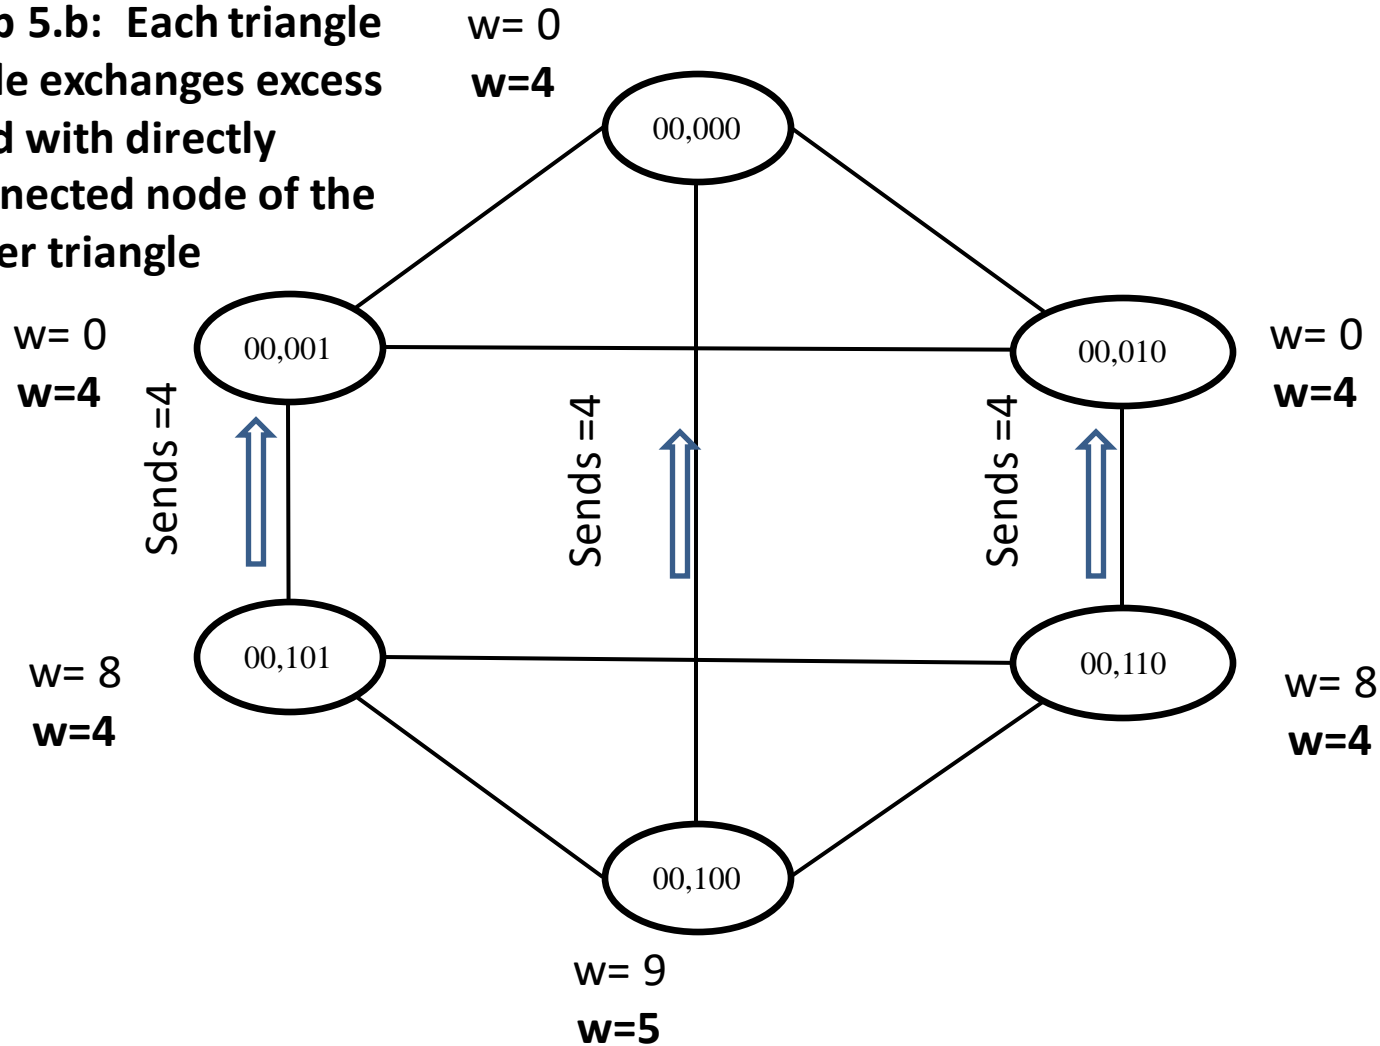 p 5.b: Each triangle
le exchanges excess
d with directly
nected node of the
er triangle
w= 0
w=4
00,000
w= 0
w=4
00,001
00,010
w= 0
w=4
Sends =4
Sends =4
Sends =4
w= 8
w=4
00,101
00,110
w= 8
w=4
00,100
w= 9
w=5